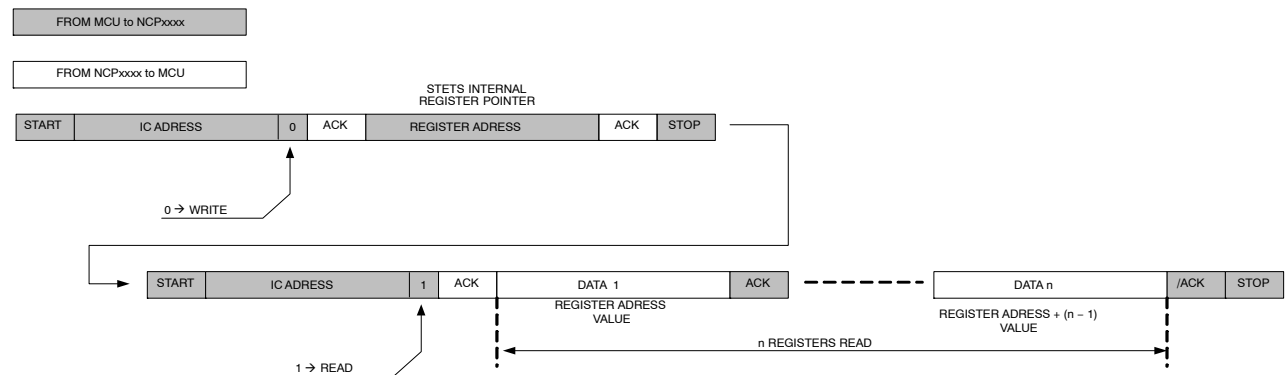 FROM MCU to NCPxxxx
FROM NCPxxxx to MCU
STETS INTERNAL
REGISTER POINTER
START IC ADRESS 0 ACK REGISTER ADRESS ACK STOP
0 → WRITE
START IC ADRESS 1 ACK DATA 1 ACK DATA n /ACK STOP
REGISTER ADRESS
VALUE
REGISTER ADRESS + (n − 1)
VALUE
n REGISTERS READ
1 → READ